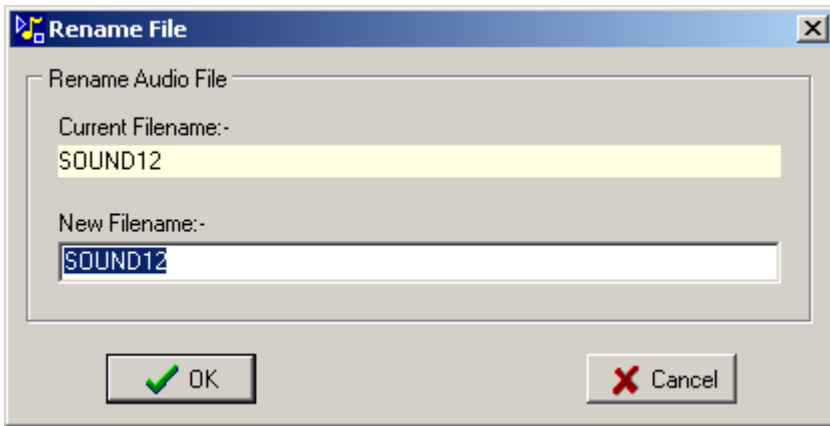 Rename File
Rename Audio File
Current Filename:-
SOUND12
New Filename:-
SOUND12
OK
Cancel